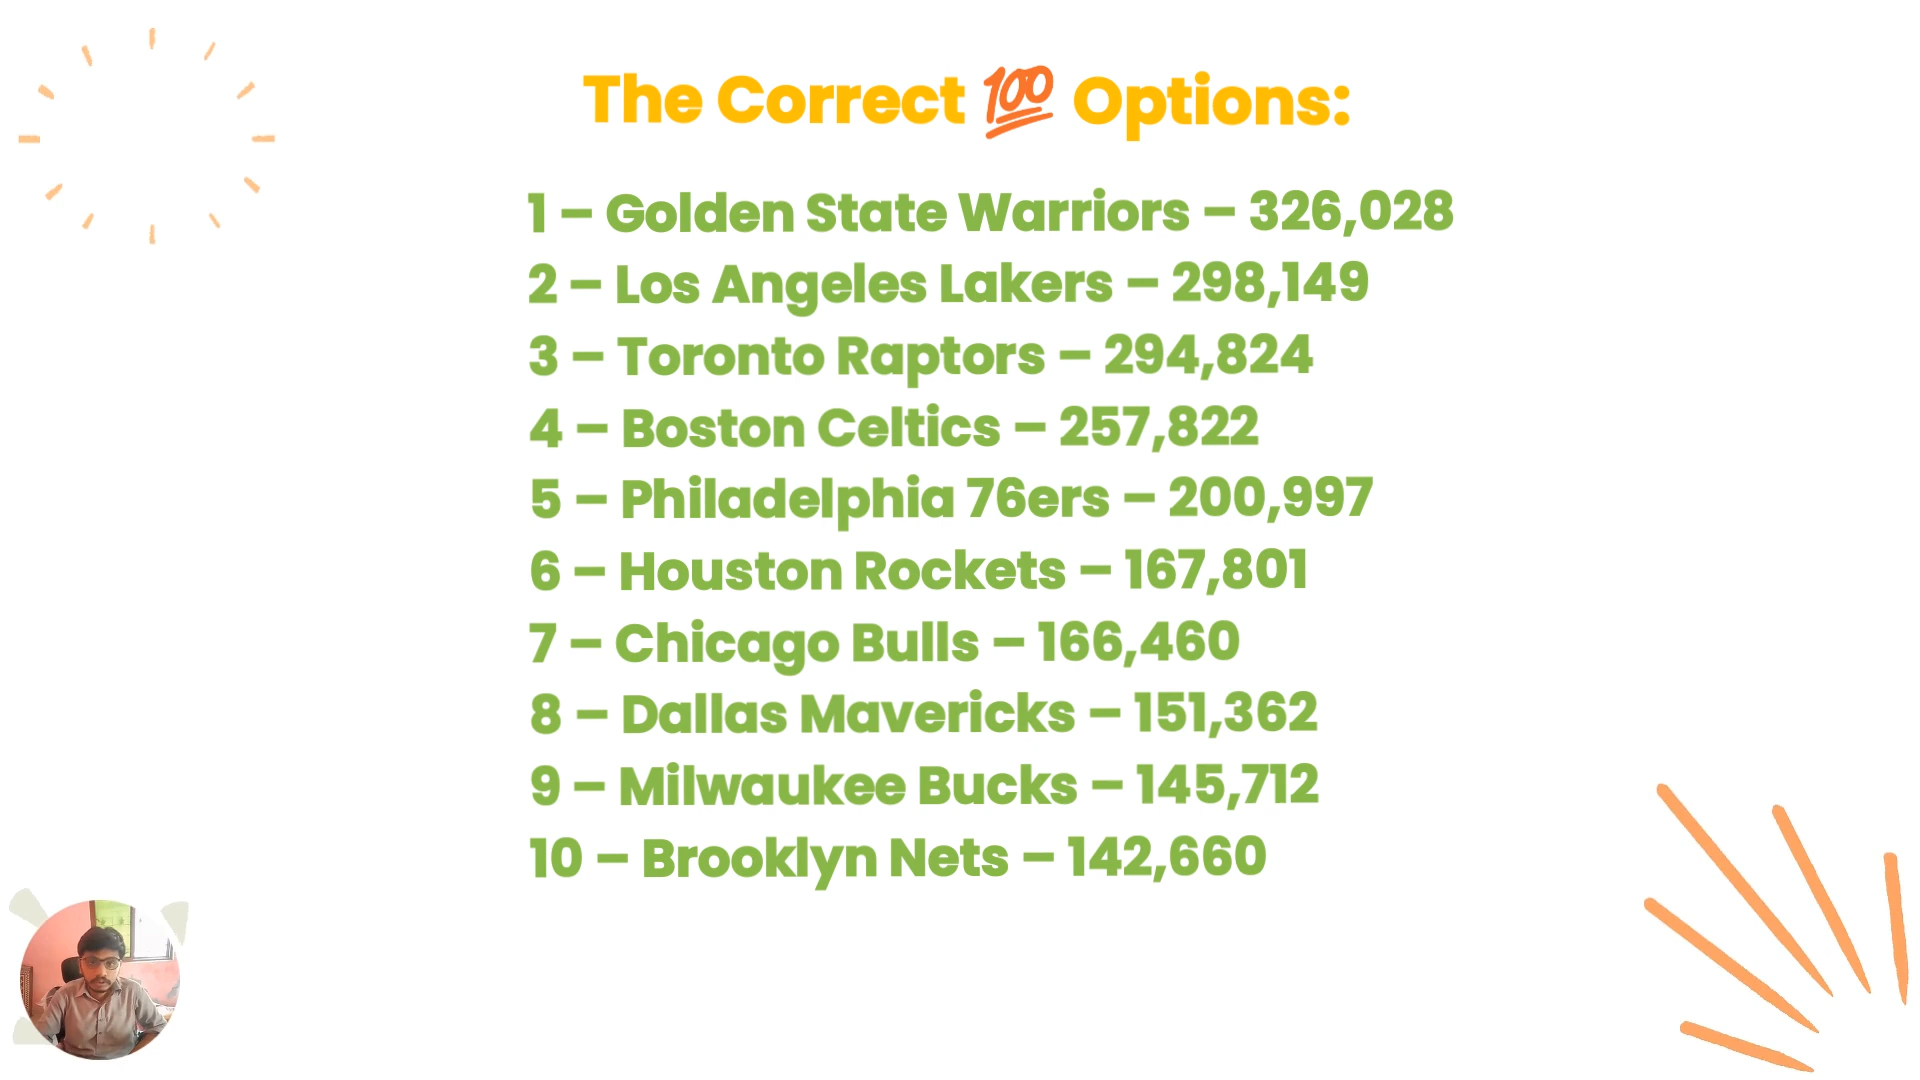 The Correct 💯 Options:
1 – Golden State Warriors – 326,028
2 – Los Angeles Lakers – 298,149
3 – Toronto Raptors – 294,824
4 – Boston Celtics – 257,822
5 – Philadelphia 76ers – 200,997
6 – Houston Rockets – 167,801
7 – Chicago Bulls – 166,460
8 – Dallas Mavericks – 151,362
9 – Milwaukee Bucks – 145,712
10 – Brooklyn Nets – 142,660